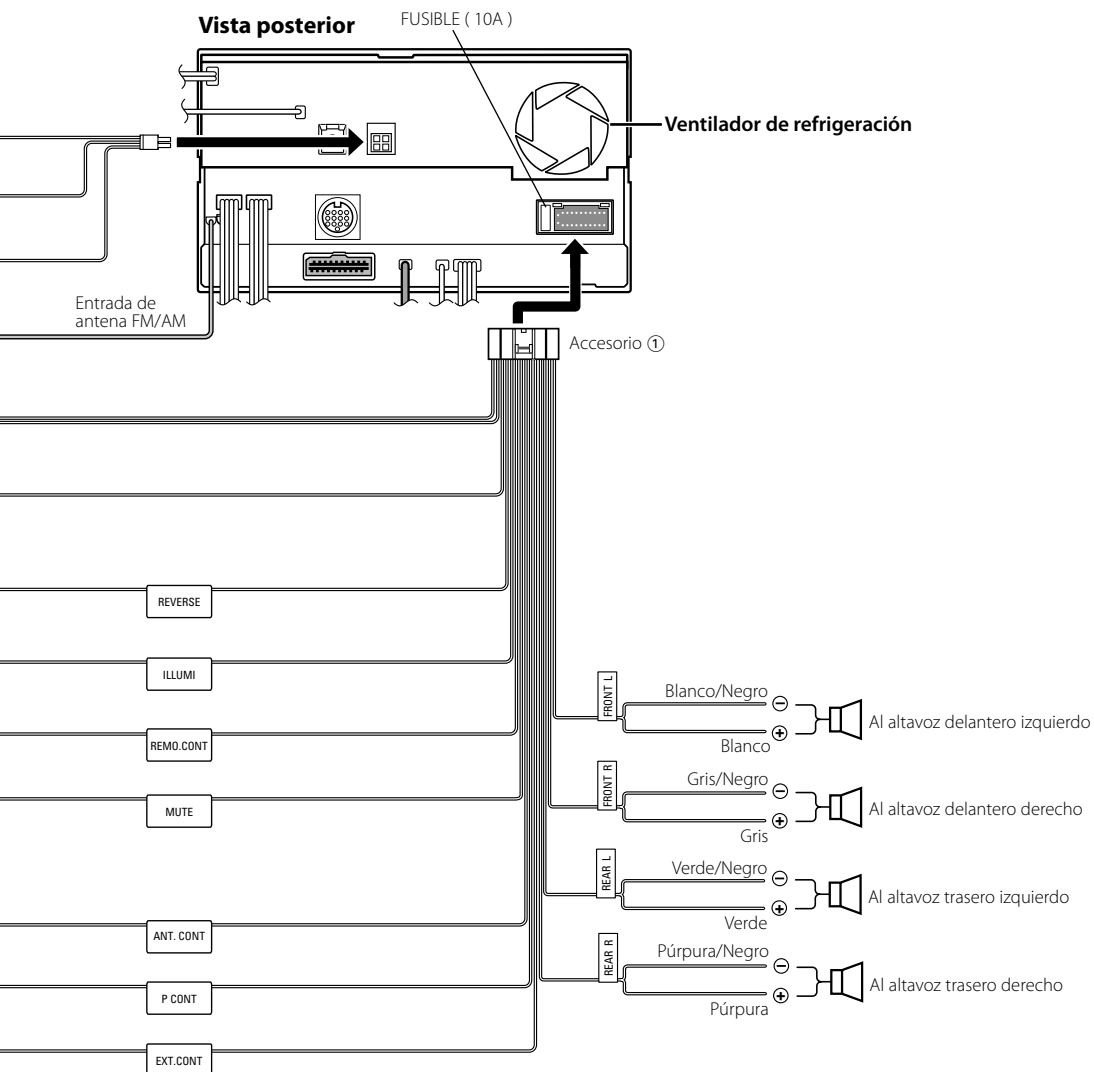 Vista posterior
FUSIBLE ( 10A )
Ventilador de refrigeración
Entrada de
antena FM/AM
Accesorio ①
REVERSE
ILLUMI
REMO.CONT
MUTE
ANT. CONT
P CONT
EXT.CONT
FRONT L
Blanco/Negro
⊖
⊕
Blanco
Al altavoz delantero izquierdo
FRONT R
Gris/Negro
⊖
⊕
Gris
Al altavoz delantero derecho
REAR L
Verde/Negro
⊖
⊕
Verde
Al altavoz trasero izquierdo
REAR R
Púrpura/Negro
⊖
⊕
Púrpura
Al altavoz trasero derecho